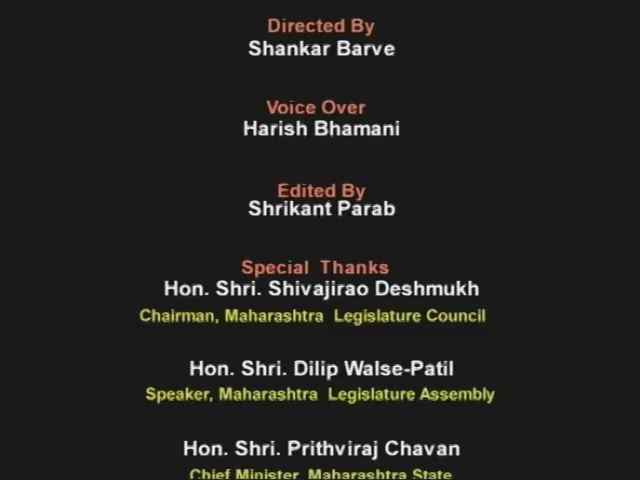 Directed By
Shankar Barve
Voice Over
Harish Bhamani
Edited By
Shrikant Parab
Special Thanks
Hon. Shri. Shivajirao Deshmukh
Chairman, Maharashtra Legislature Council
Hon. Shri. Dilip Walse-Patil
Speaker, Maharashtra Legislature Assembly
Hon. Shri. Prithviraj Chavan
Chief Minister, Maharashtra State